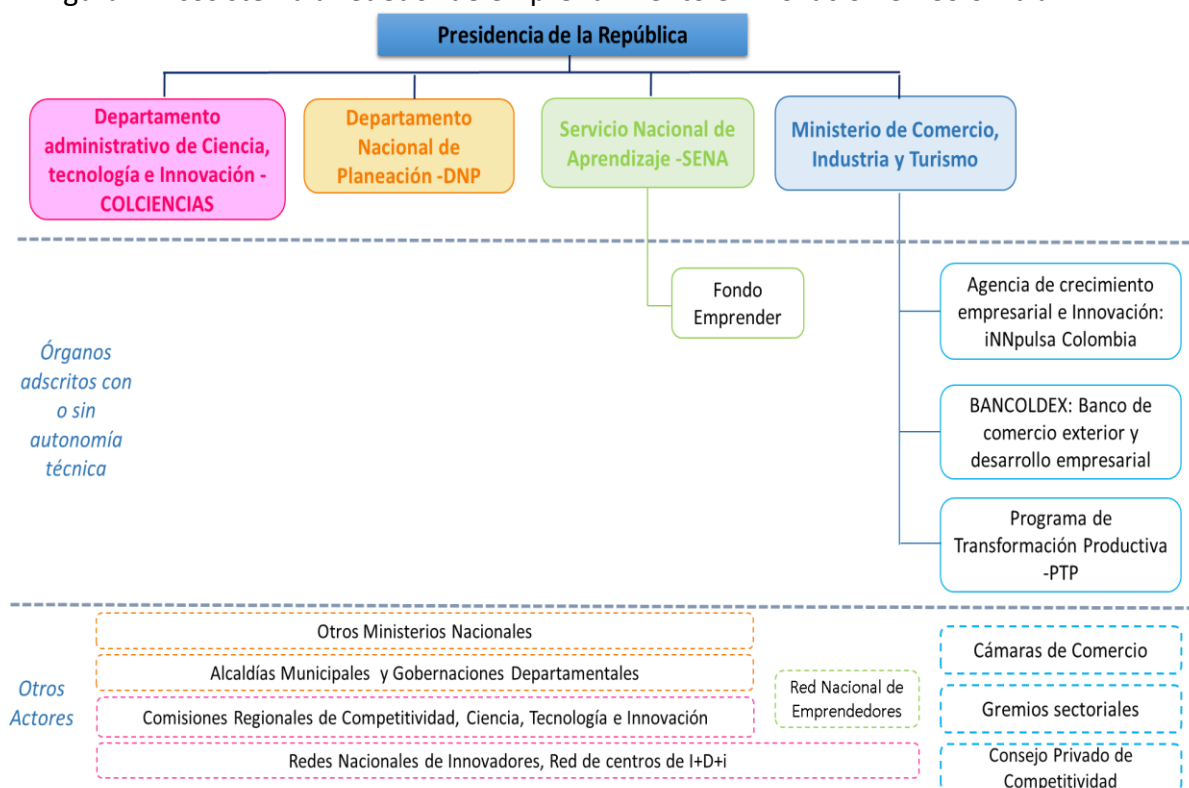 Presidencia de la República
Departamento
administrativo de Ciencia,
tecnología e Innovación -
COLCIENCIAS
Departamento
Nacional de
Planeación -DNP
Servicio Nacional de
Aprendizaje -SENA
Ministerio de Comercio,
Industria y Turismo
Fondo
Emprender
Agencia de crecimiento
empresarial e Innovación:
iNNpulsa Colombia
Órganos
adscritos con
o sin
autonomía
técnica
BANCOLDEX: Banco de
comercio exterior y
desarrollo empresarial
Programa de
Transformación Productiva
-PTP
Otros
Actores
Otros Ministerios Nacionales
Alcaldías Municipales y Gobernaciones Departamentales
Comisiones Regionales de Competitividad, Ciencia, Tecnología e Innovación
Redes Nacionales de Innovadores, Red de centros de I+D+i
Red Nacional de
Emprendedores
Cámaras de Comercio
Gremios sectoriales
Consejo Privado de
Competitividad